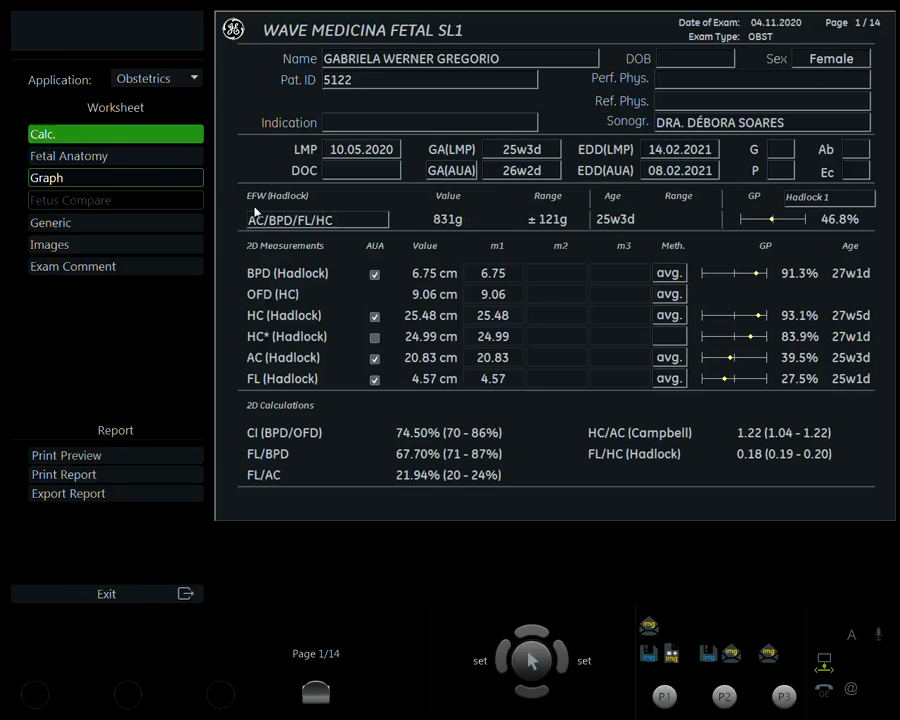 WAVE MEDICINA FETAL SL1
Date of Exam: 04.11.2020 Page 1 / 14
Exam Type: OBST
Application: Obstetrics
Worksheet
Calc.
Fetal Anatomy
Graph
Fetus Compare
Generic
Images
Exam Comment
Report
Print Preview
Print Report
Export Report
Exit
Name GABRIELA WERNER GREGORIO DOB Sex Female
Pat. ID 5122 Perf. Phys.
Ref. Phys.
Indication Sonogr. DRA. DÉBORA SOARES
LMP 10.05.2020 GA(LMP) 25w3d EDD(LMP) 14.02.2021 G Ab
DOC GA(AUA) 26w2d EDD(AUA) 08.02.2021 P Ec
EFW (Hadlock) Value Range Age Range GP Hadlock 1
AC/BPD/FL/HC 831g ± 121g 25w3d 46.8%
2D Measurements AUA Value m1 m2 m3 Meth. GP Age
BPD (Hadlock) 6.75 cm 6.75 avg. 91.3% 27w1d
OFD (HC) 9.06 cm 9.06 avg.
HC (Hadlock) 25.48 cm 25.48 avg. 93.1% 27w5d
HC* (Hadlock) 24.99 cm 24.99 83.9% 27w1d
AC (Hadlock) 20.83 cm 20.83 avg. 39.5% 25w3d
FL (Hadlock) 4.57 cm 4.57 avg. 27.5% 25w1d
2D Calculations
CI (BPD/OFD) 74.50% (70 - 86%) HC/AC (Campbell) 1.22 (1.04 - 1.22)
FL/BPD 67.70% (71 - 87%) FL/HC (Hadlock) 0.18 (0.19 - 0.20)
FL/AC 21.94% (20 - 24%)
Page 1/14
set set
img
img img img img img
A
GE @
P1 P2 P3